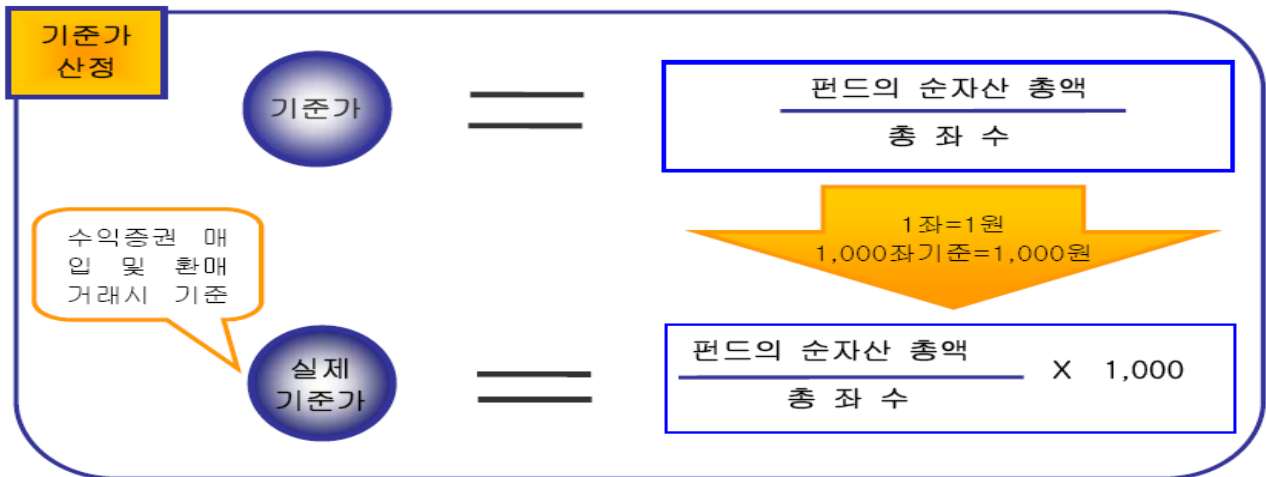 기준가
산정
기준가
펀드의 순자산 총액
총 좌 수
1좌=1원
1,000좌기준=1,000원
수익증권 매
입 및 환매
거래시 기준
실제
기준가
펀드의 순자산 총액
총 좌 수
X 1,000